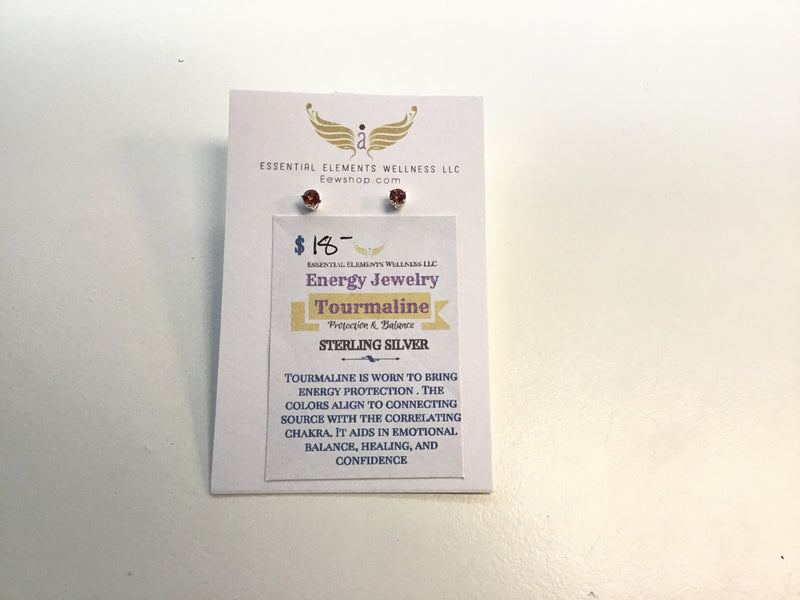 ia
ESSENTIAL ELEMENTS WELLNESS LLC
Eewshop.com
$ 18-
ESSENTIAL ELEMENTS WELLNESS LLC
Energy Jewelry
Tourmaline
Protection & Balance
STERLING SILVER
TOURMALINE IS WORN TO BRING
ENERGY PROTECTION . THE
COLORS ALIGN TO CONNECTING
SOURCE WITH THE CORRELATING
CHAKRA. IT AIDS IN EMOTIONAL
BALANCE, HEALING, AND
CONFIDENCE